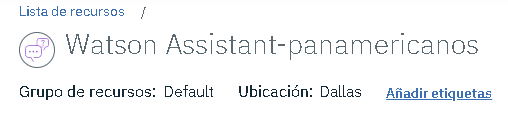 Lista de recursos /
Watson Assistant-panamericanos
Grupo de recursos: Default Ubicación: Dallas Añadir etiquetas